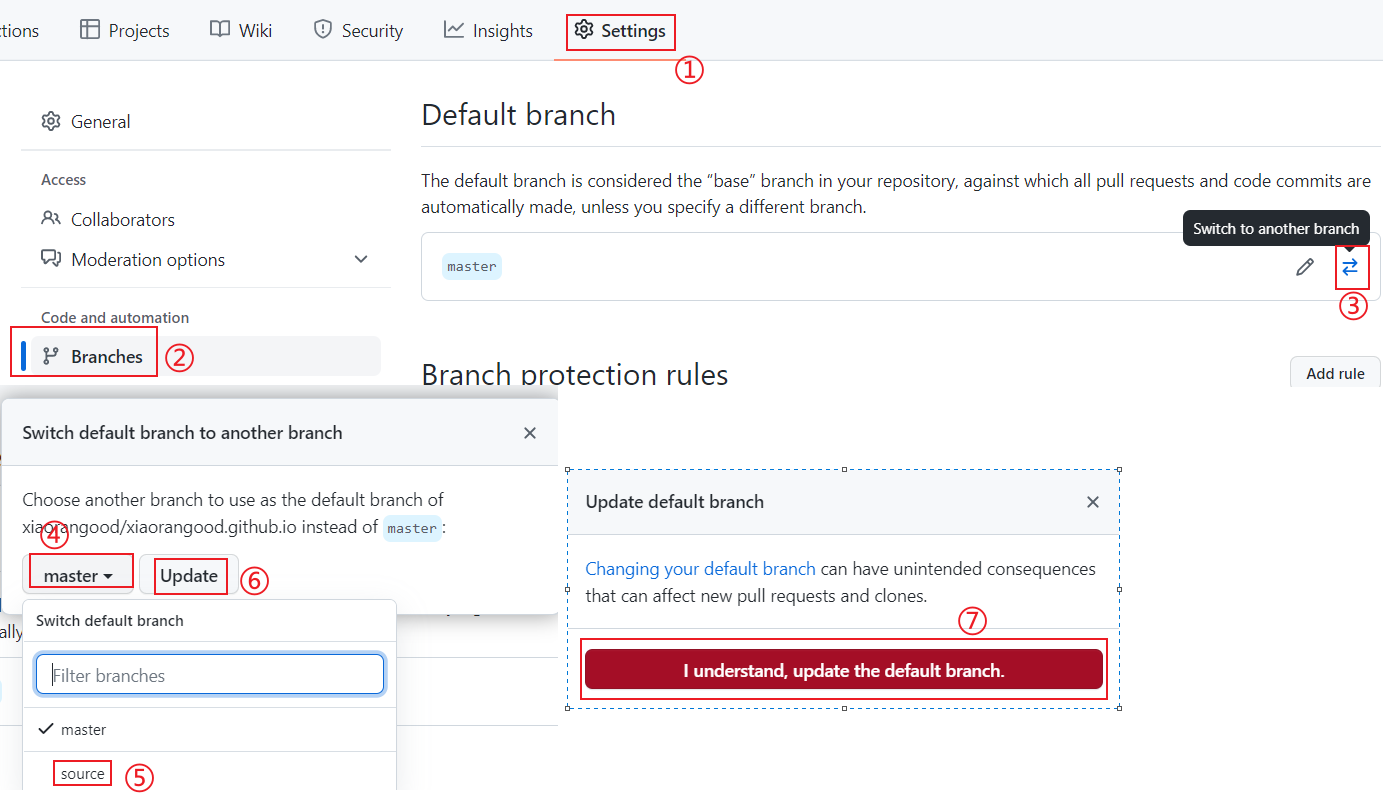 ctions Projects Wiki Security Insights Settings
①
General
Access
Collaborators
Moderation options
Code and automation
Branches ②
Default branch
The default branch is considered the “base” branch in your repository, against which all pull requests and code commits are
automatically made, unless you specify a different branch.
Switch to another branch
master
③
Branch protection rules
Add rule
Switch default branch to another branch
Choose another branch to use as the default branch of
xiaorangood/xiaorangood.github.io instead of master:
④
master Update ⑥
Switch default branch
ally
Filter branches
master
source ⑤
Update default branch
Changing your default branch can have unintended consequences
that can affect new pull requests and clones.
⑦
I understand, update the default branch.